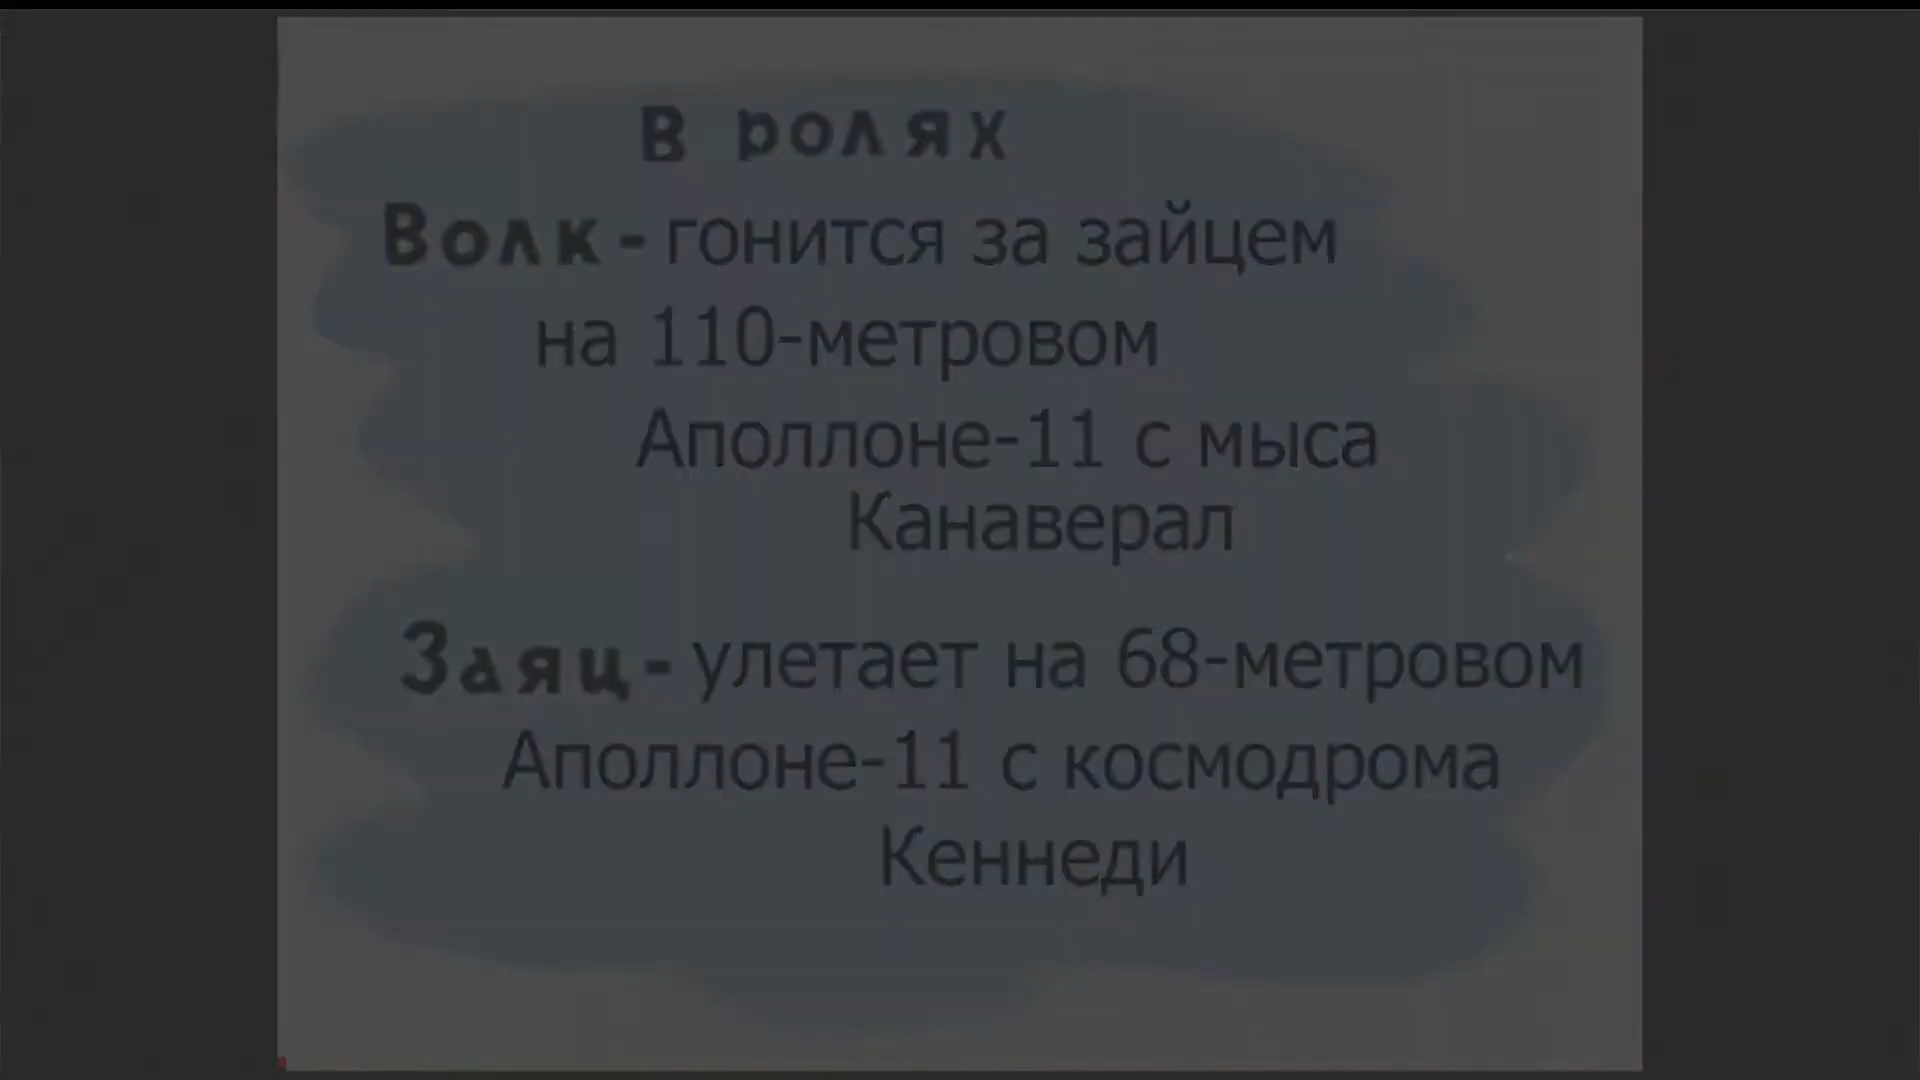 В ролях
Волк - гонится за зайцем
на 110-метровом
Аполлоне-11 с мыса
Канаверал
Заяц - улетает на 68-метровом
Аполлоне-11 с космодрома
Кеннеди